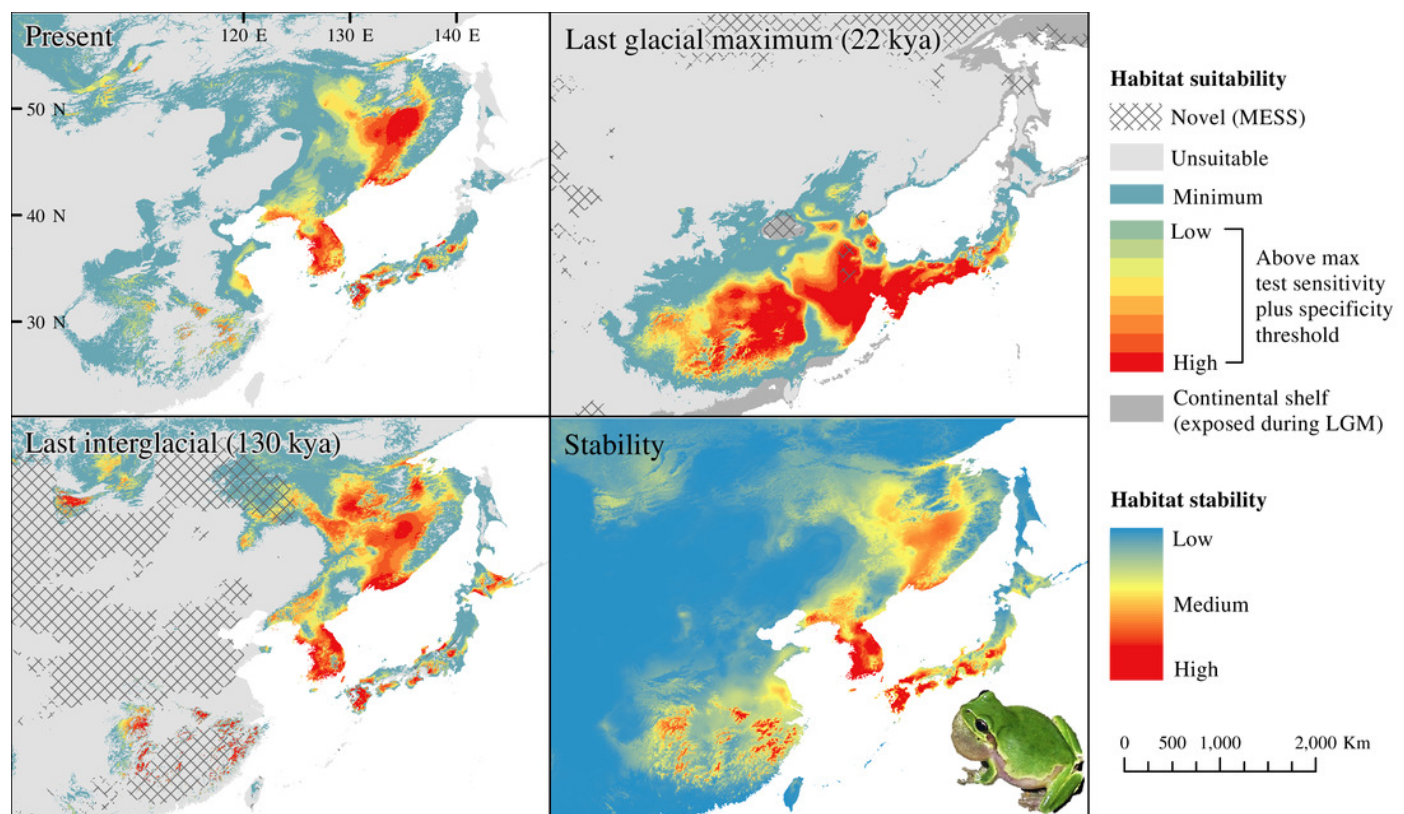 Present
120 E
130 E
140 E
50 N
40 N
30 N
Last glacial maximum (22 kya)
Last interglacial (130 kya)
Stability
Habitat suitability
Novel (MESS)
Unsuitable
Minimum
Low
Above max
test sensitivity
plus specificity
threshold
High
Continental shelf
(exposed during LGM)
Habitat stability
Low
Medium
High
0 500 1,000 2,000 Km